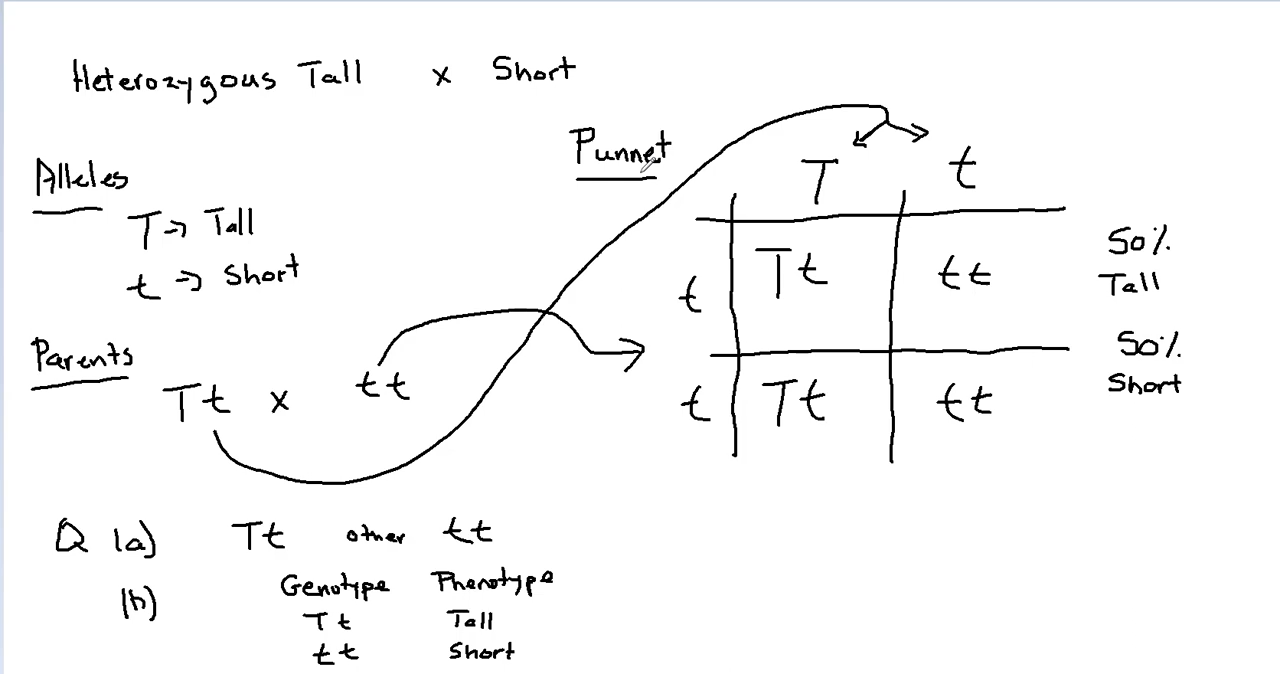 Heterozygous Tall x Short
Alleles
T → Tall
t → Short
Parents
Tt x tt
Punnet
T t
t Tt tt
t Tt tt
50%
Tall
50%
Short
Q 1a) Tt other tt
1b) Genotype Phenotype
Tt Tall
tt Short